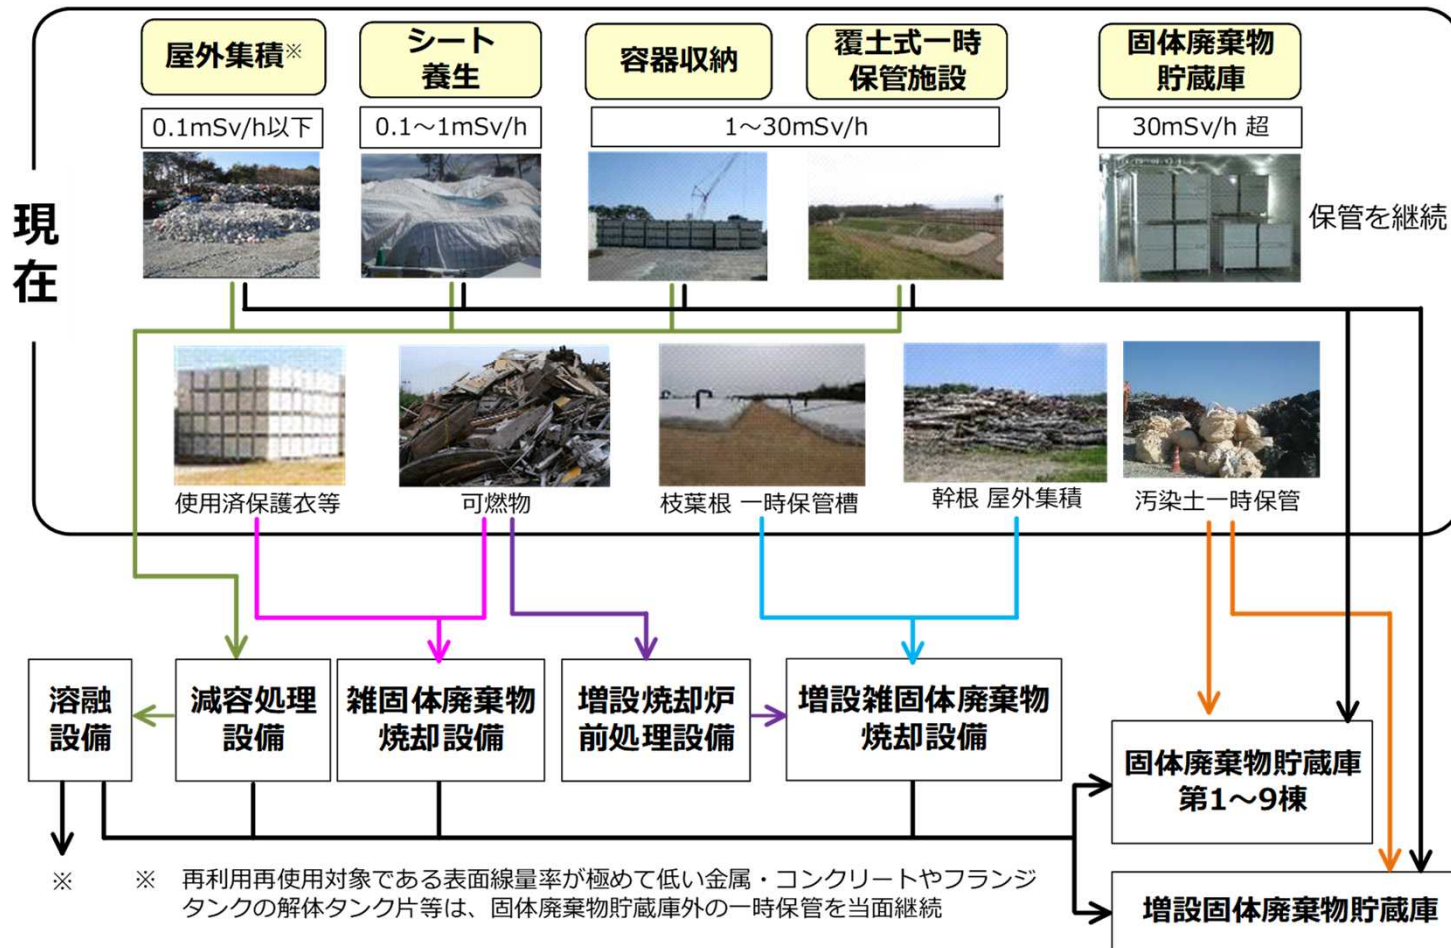 屋外集積※
シート
養生
容器収納
覆土式一時
保管施設
固体廃棄物
貯蔵庫
0.1mSv/h以下
0.1～1mSv/h
1～30mSv/h
30mSv/h 超
現
在
保管を継続
使用済保護衣等
可燃物
枝葉根 一時保管槽
幹根 屋外集積
汚染土一時保管
溶融
設備
減容処理
設備
雑固体廃棄物
焼却設備
増設焼却炉
前処理設備
増設雑固体廃棄物
焼却設備
固体廃棄物貯蔵庫
第1～9棟
増設固体廃棄物貯蔵庫
※
※ 再利用再使用対象である表面線量率が極めて低い金属・コンクリートやフランジ
タンクの解体タンク片等は、固体廃棄物貯蔵庫外の一時保管を当面継続